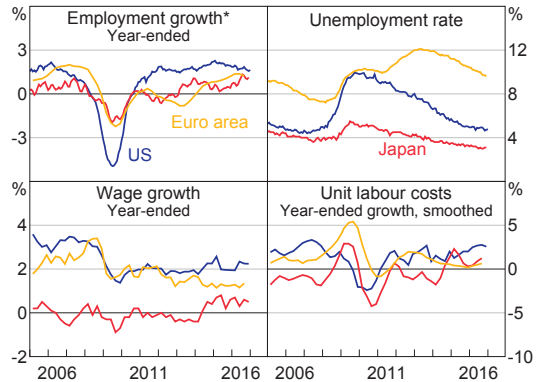 % Employment growth* Unemployment rate %
Year-ended
3 12
0 8
Euro area
-3 4
US Japan
% Wage growth Unit labour costs %
Year-ended Year-ended growth, smoothed
4 5
2 0
0 -5
-2 -10
2006 2011 2016 2006 2011 2016